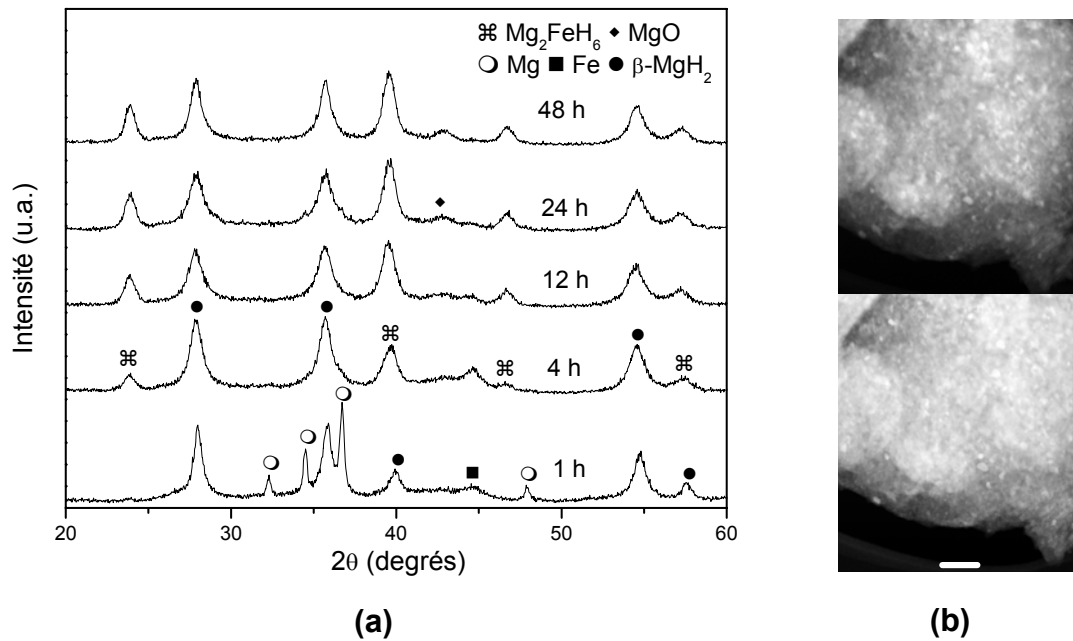 ⌘ Mg₂FeH₆ ◆ MgO
❍ Mg ■ Fe ● β-MgH₂
48 h
24 h
12 h
4 h
1 h
Intensité (u.a.)
20 30 40 50 60
2θ (degrés)
(a) (b)